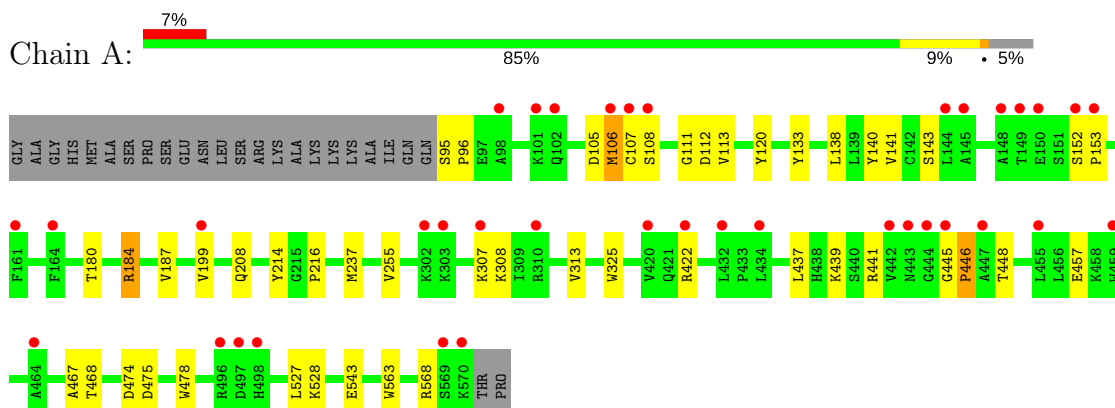 7%
Chain A:
85% 9% • 5%
GLY ALA GLY HIS MET ALA SER PRO SER GLU ASN LEU SER ARG LYS ALA LYS LYS LYS ALA ILE GLN GLN S95 P96 E97 A98 K101 Q102 D105 M106 C107 S108 G111 D112 V113 Y120 Y133 L138 L139 Y140 V141 C142 S143 L144 A145 A148 T149 E150 S151 S152 P153
F161 F164 T180 R184 V187 V199 Q208 Y214 G215 P216 M237 V255 K302 K303 K307 K308 I309 R310 V313 W325 V420 Q421 R422 L432 P433 L434 L437 H438 K439 S440 R441 V442 N443 G444 G445 P446 A447 T448 L455 L456 E457 K458 W459
A464 A467 T468 D474 D475 W478 R496 D497 H498 L527 K528 E543 W563 R568 S569 K570 THR PRO